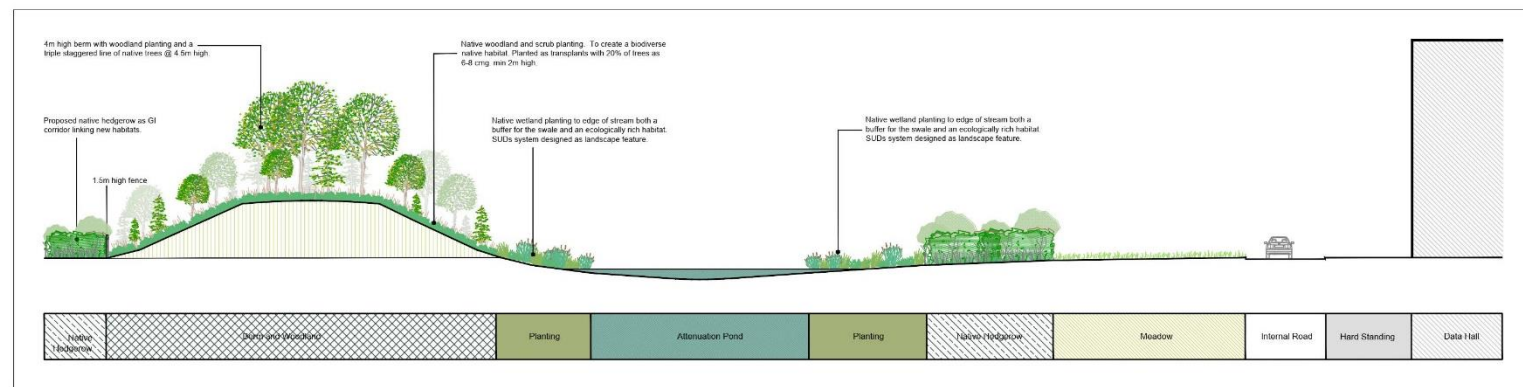 4m high berm with woodland planting and a
triple staggered line of native trees @ 4.5m high.
Native woodland and scrub planting. To create a biodiverse
native habitat. Planted as transplants with 20% of trees as
6-8 cmg. min 2m high.
Proposed native hedgerow as GI
corridor linking new habitats.
1.5m high fence
Native wetland planting to edge of stream both a
buffer for the swale and an ecologically rich habitat.
SUDs system designed as landscape feature.
Native wetland planting to edge of stream both a
buffer for the swale and an ecologically rich habitat
SUDs system designed as landscape feature.
Native
Hedgerow
Berm and Woodland
Planting
Attenuation Pond
Planting
Native Hedgerow
Meadow
Internal Road
Hard Standing
Data Hall